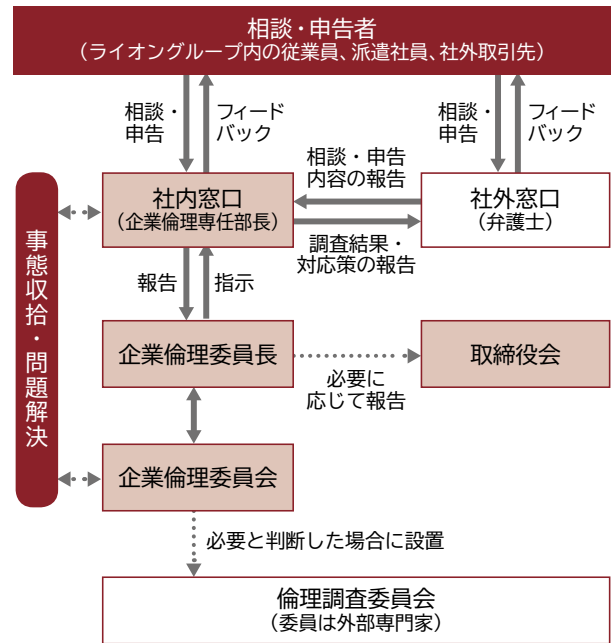 相談・申告者
（ライオングループ内の従業員、派遣社員、社外取引先）
相談・
申告
フィード
バック
相談・
申告
フィード
バック
相談・申告
内容の報告
社内窓口
（企業倫理専任部長）
社外窓口
（弁護士）
調査結果・
対応策の報告
事態収拾・問題解決
報告
指示
企業倫理委員長
取締役会
必要に
応じて報告
企業倫理委員会
必要と判断した場合に設置
倫理調査委員会
（委員は外部専門家）